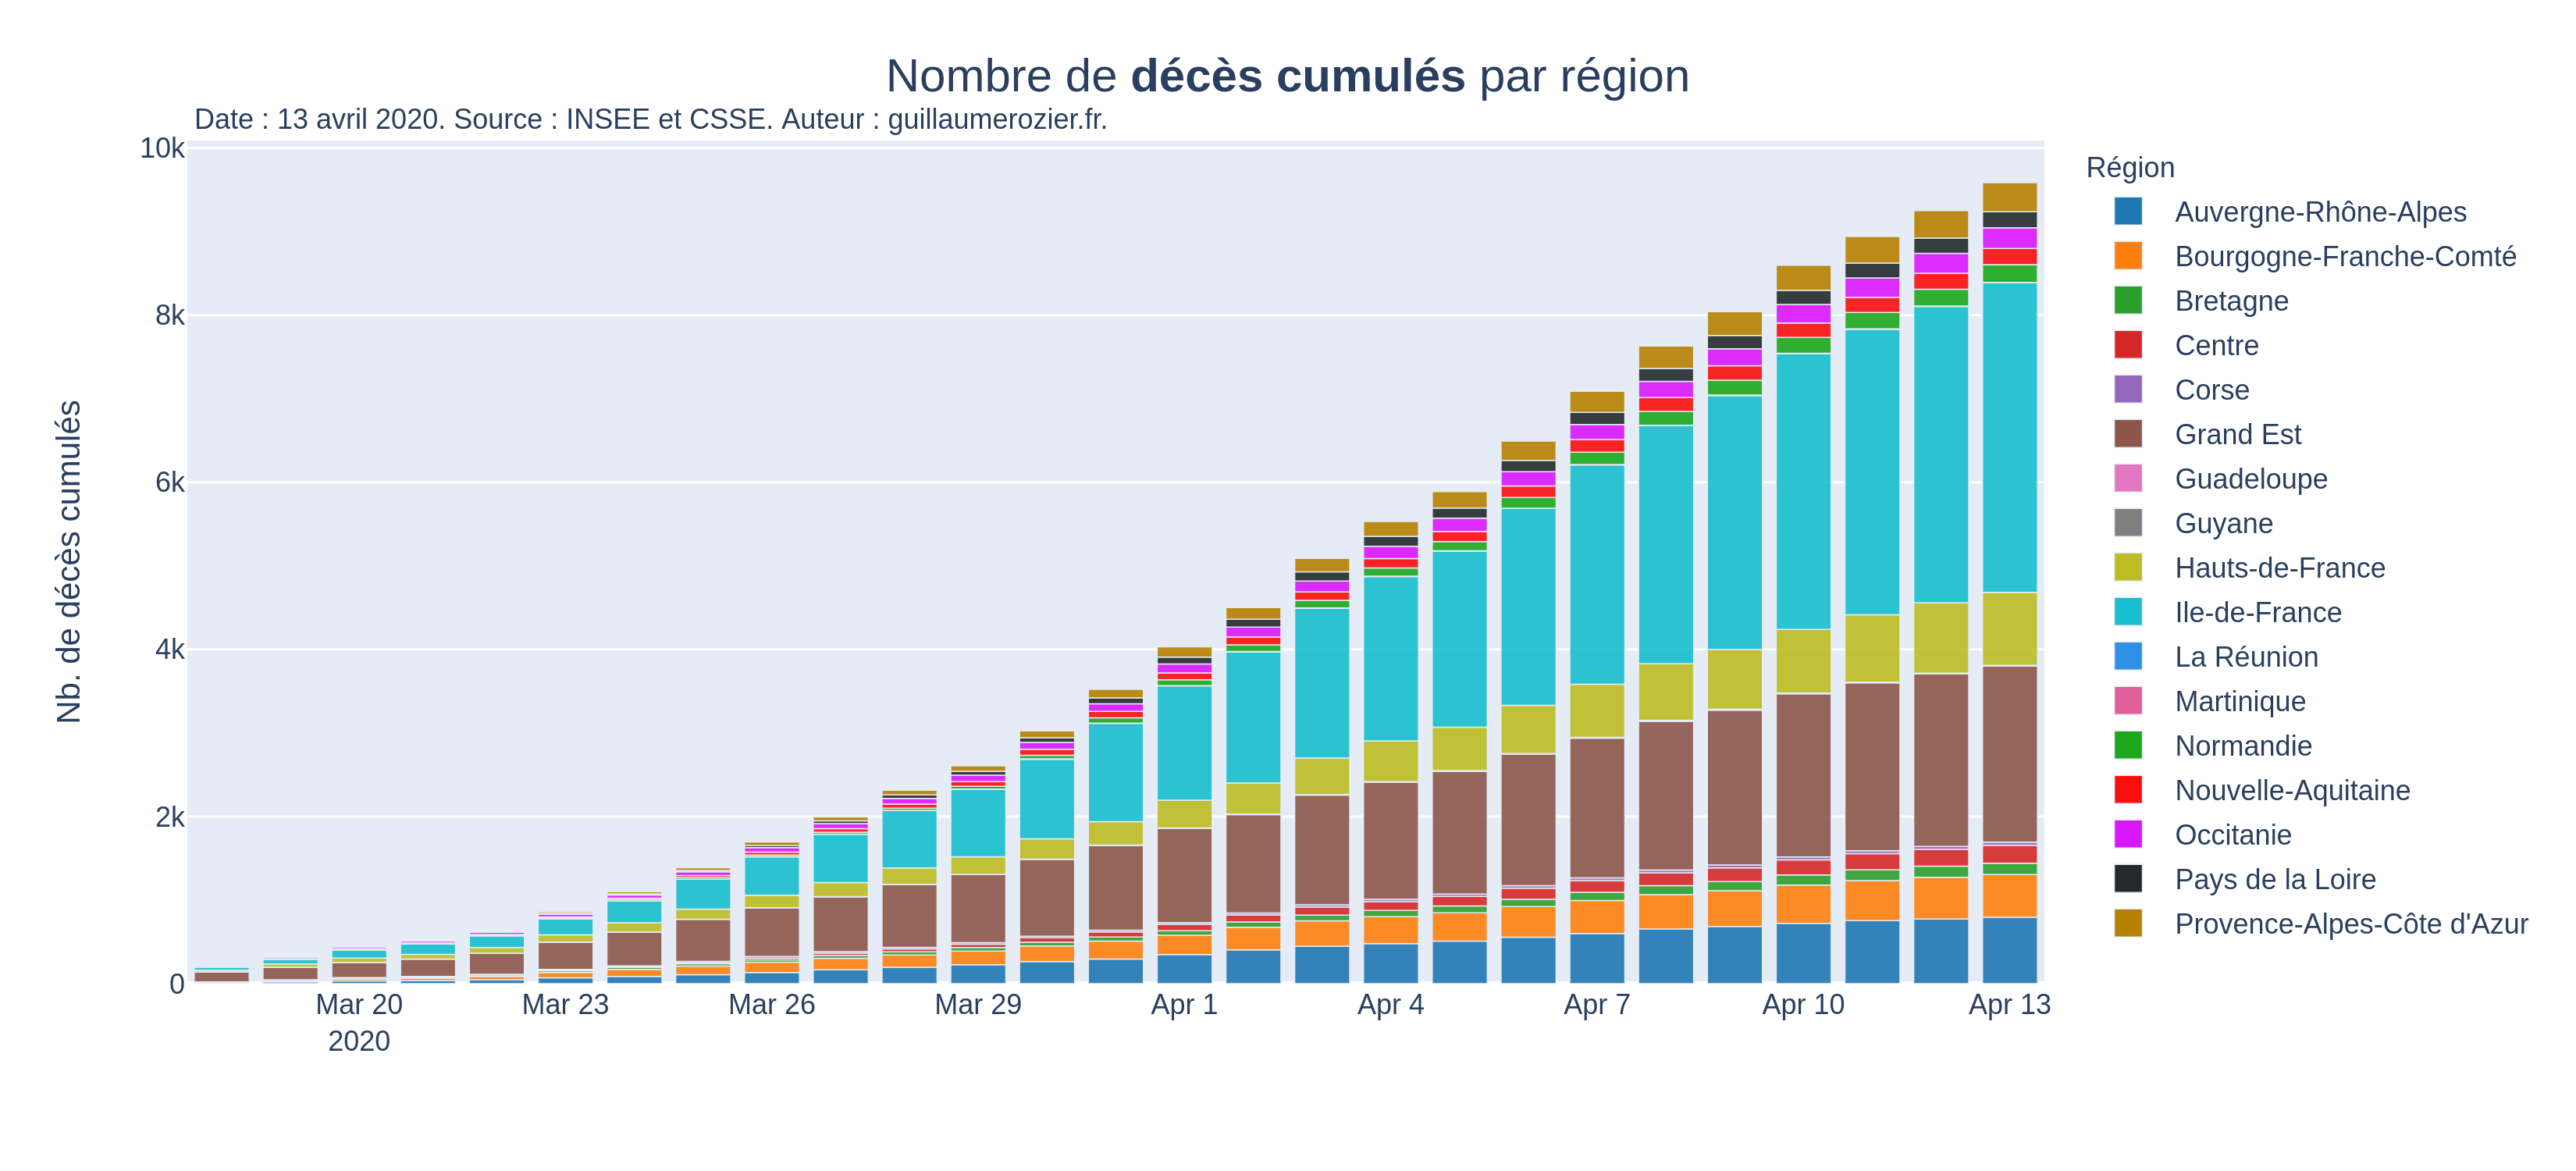 Nombre de décès cumulés par région
Date : 13 avril 2020. Source : INSEE et CSSE. Auteur : guillaumerozier.fr.
Nb. de décès cumulés
10k
8k
6k
4k
2k
0
Mar 20
2020
Mar 23
Mar 26
Mar 29
Apr 1
Apr 4
Apr 7
Apr 10
Apr 13
Région
Auvergne-Rhône-Alpes
Bourgogne-Franche-Comté
Bretagne
Centre
Corse
Grand Est
Guadeloupe
Guyane
Hauts-de-France
Ile-de-France
La Réunion
Martinique
Normandie
Nouvelle-Aquitaine
Occitanie
Pays de la Loire
Provence-Alpes-Côte d'Azur